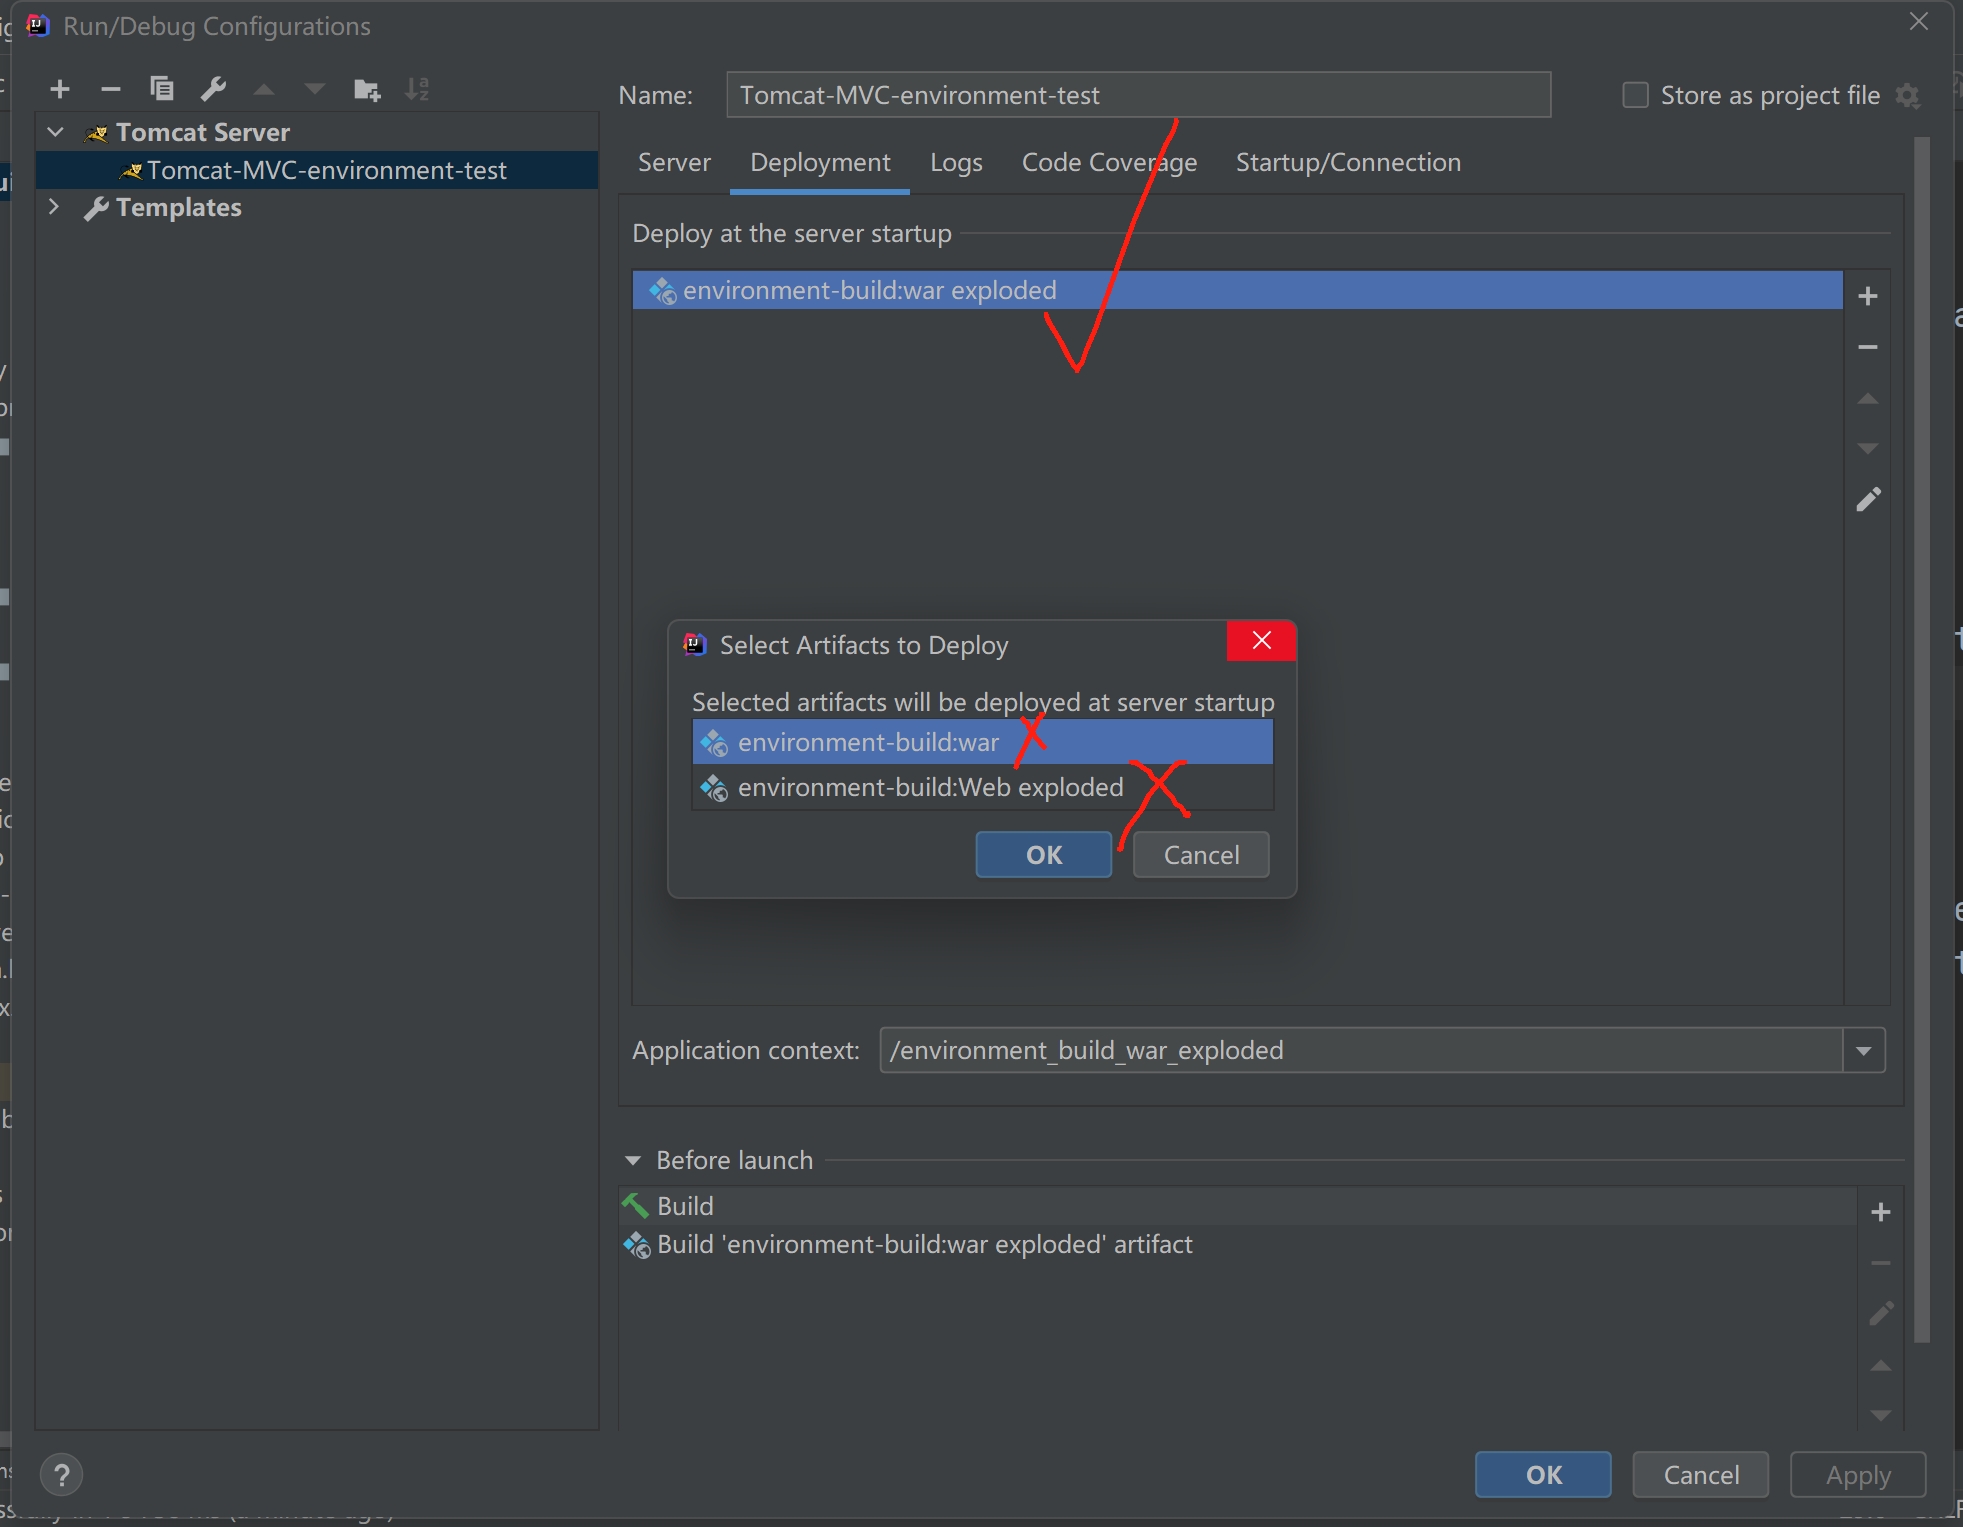 Run/Debug Configurations
Name: Tomcat-MVC-environment-test
Store as project file
Tomcat Server
Tomcat-MVC-environment-test
Templates
Server Deployment Logs Code Coverage Startup/Connection
Deploy at the server startup
environment-build:war exploded
Select Artifacts to Deploy
Selected artifacts will be deployed at server startup
environment-build:war
environment-build:Web exploded
OK Cancel
Application context: /environment_build_war_exploded
Before launch
Build
Build 'environment-build:war exploded' artifact
? OK Cancel Apply